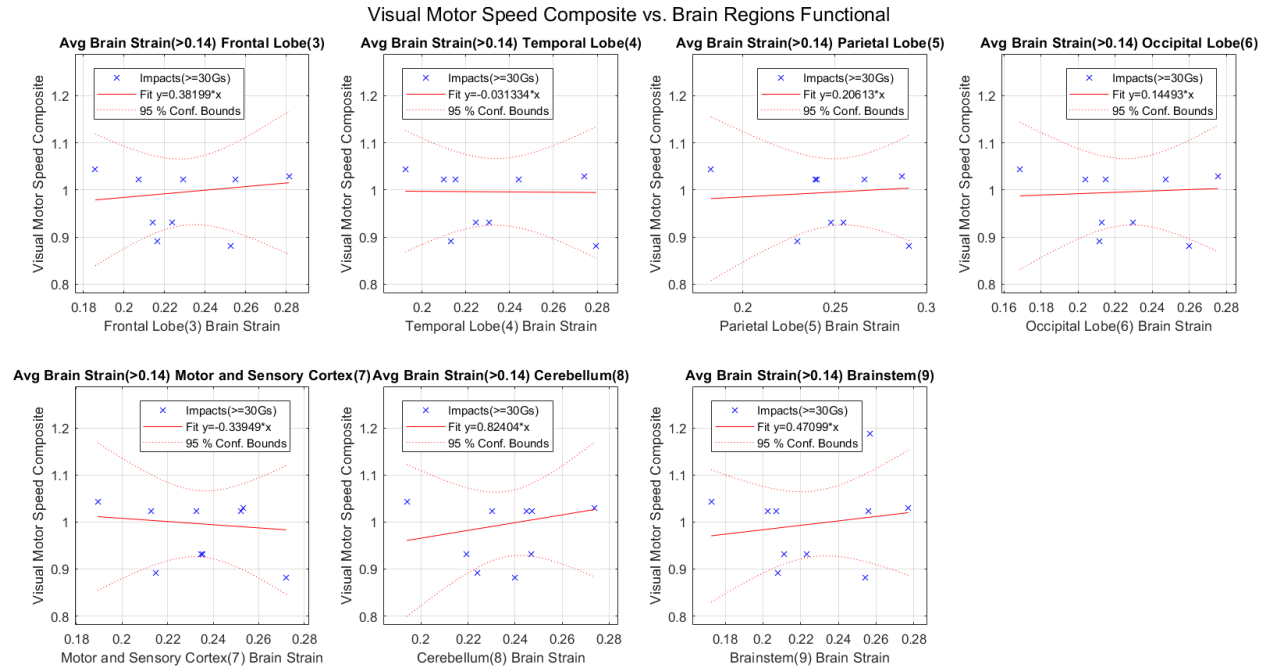 Visual Motor Speed Composite vs. Brain Regions Functional
Avg Brain Strain(>0.14) Frontal Lobe(3)
Visual Motor Speed Composite
1.2
1.1
1
0.9
0.8
Impacts(>=30Gs)
Fit y=0.38199*x
95 % Conf. Bounds
0.18 0.2 0.22 0.24 0.26 0.28
Frontal Lobe(3) Brain Strain
Avg Brain Strain(>0.14) Temporal Lobe(4)
Visual Motor Speed Composite
1.2
1.1
1
0.9
0.8
Impacts(>=30Gs)
Fit y=-0.031334*x
95 % Conf. Bounds
0.2 0.22 0.24 0.26 0.28
Temporal Lobe(4) Brain Strain
Avg Brain Strain(>0.14) Parietal Lobe(5)
Visual Motor Speed Composite
1.2
1.1
1
0.9
0.8
Impacts(>=30Gs)
Fit y=0.20613*x
95 % Conf. Bounds
0.2 0.25 0.3
Parietal Lobe(5) Brain Strain
Avg Brain Strain(>0.14) Occipital Lobe(6)
Visual Motor Speed Composite
1.2
1.1
1
0.9
0.8
Impacts(>=30Gs)
Fit y=0.14493*x
95 % Conf. Bounds
0.16 0.18 0.2 0.22 0.24 0.26 0.28
Occipital Lobe(6) Brain Strain
Avg Brain Strain(>0.14) Motor and Sensory Cortex(7)
Visual Motor Speed Composite
1.2
1.1
1
0.9
0.8
Impacts(>=30Gs)
Fit y=-0.33949*x
95 % Conf. Bounds
0.18 0.2 0.22 0.24 0.26 0.28
Motor and Sensory Cortex(7) Brain Strain
Avg Brain Strain(>0.14) Cerebellum(8)
Visual Motor Speed Composite
1.2
1.1
1
0.9
0.8
Impacts(>=30Gs)
Fit y=0.82404*x
95 % Conf. Bounds
0.2 0.22 0.24 0.26 0.28
Cerebellum(8) Brain Strain
Avg Brain Strain(>0.14) Brainstem(9)
Visual Motor Speed Composite
1.2
1.1
1
0.9
0.8
Impacts(>=30Gs)
Fit y=0.47099*x
95 % Conf. Bounds
0.18 0.2 0.22 0.24 0.26 0.28
Brainstem(9) Brain Strain